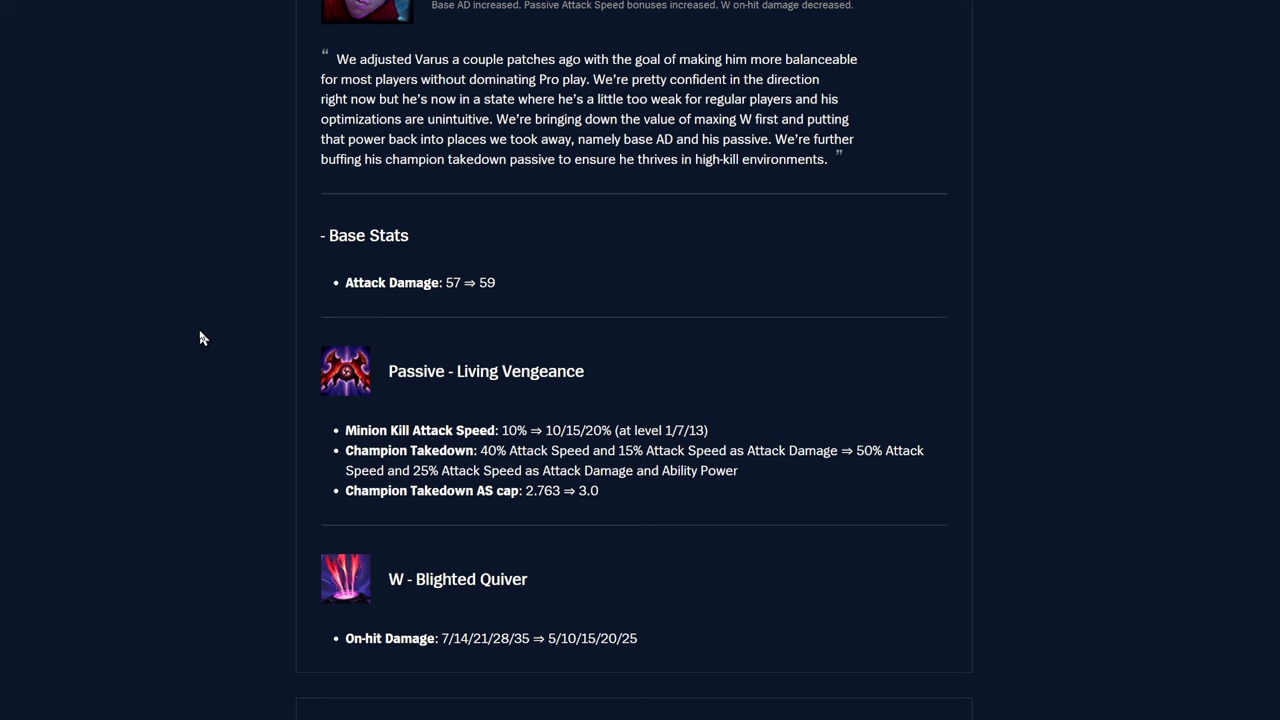 Base AD increased. Passive Attack Speed bonuses increased. W on-hit damage decreased.
“ We adjusted Varus a couple patches ago with the goal of making him more balanceable
for most players without dominating Pro play. We’re pretty confident in the direction
right now but he’s now in a state where he’s a little too weak for regular players and his
optimizations are unintuitive. We’re bringing down the value of maxing W first and putting
that power back into places we took away, namely base AD and his passive. We’re further
buffing his champion takedown passive to ensure he thrives in high-kill environments. ”
- Base Stats
• Attack Damage: 57 ⇒ 59
Passive - Living Vengeance
• Minion Kill Attack Speed: 10% ⇒ 10/15/20% (at level 1/7/13)
• Champion Takedown: 40% Attack Speed and 15% Attack Speed as Attack Damage ⇒ 50% Attack
Speed and 25% Attack Speed as Attack Damage and Ability Power
• Champion Takedown AS cap: 2.763 ⇒ 3.0
W - Blighted Quiver
• On-hit Damage: 7/14/21/28/35 ⇒ 5/10/15/20/25